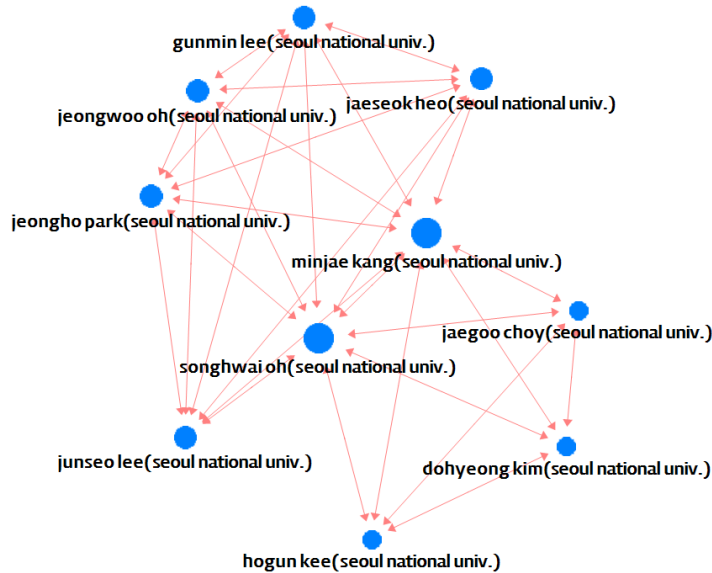 gunmin lee(seoul national univ.)
jaeseok heo(seoul national univ.)
jeongwoo oh(seoul national univ.)
jeongho park(seoul national univ.)
minjae kang(seoul national univ.)
jaegoo choy(seoul national univ.)
songhwai oh(seoul national univ.)
junseo lee(seoul national univ.)
dohyeong kim(seoul national univ.)
hogun kee(seoul national univ.)